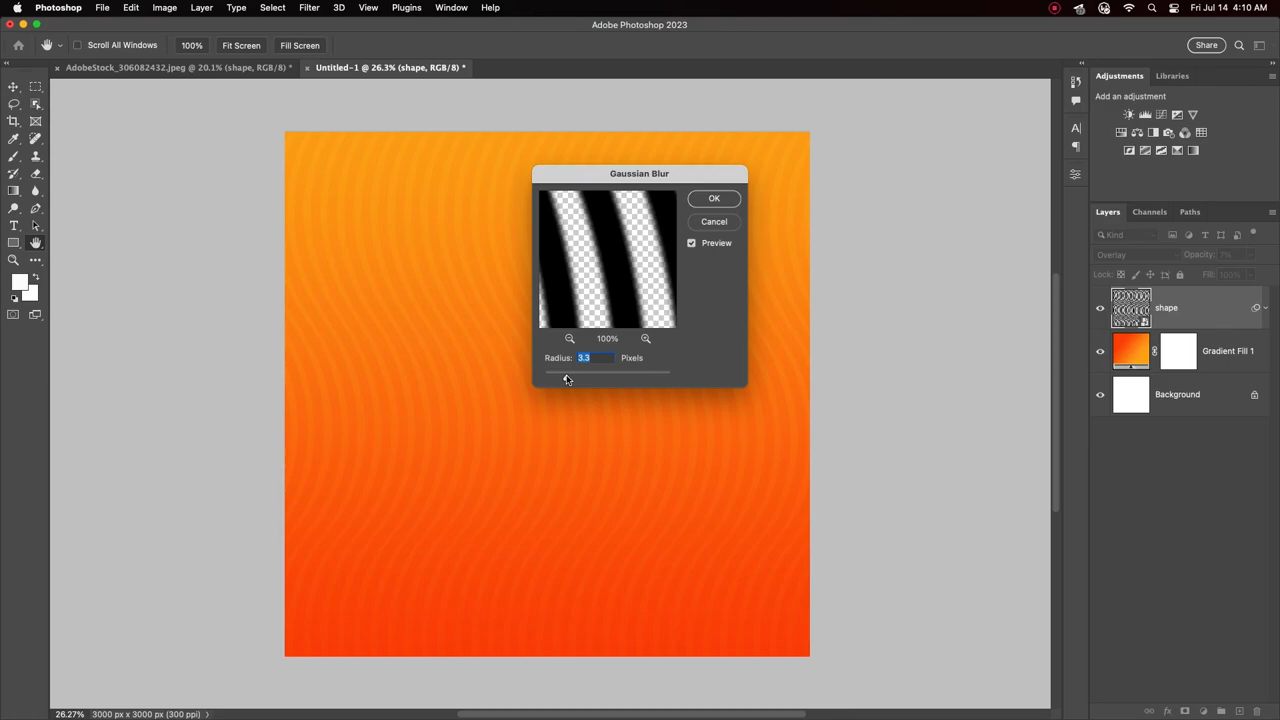 Photoshop File Edit Image Layer Type Select Filter 3D View Plugins Window Help Fri Jul 14 4:10 AM
Adobe Photoshop 2023
Scroll All Windows 100% Fit Screen Fill Screen Share
AdobeStock_306082432.jpeg @ 20.1% (shape, RGB/8) * Untitled-1 @ 26.3% (shape, RGB/8) *
Adjustments Libraries
Add an adjustment
Gaussian Blur
OK
Cancel
Preview
100%
Radius: 3.3 Pixels
Layers Channels Paths
Kind
Overlay Opacity: 7%
Lock: Fill: 100%
shape
Gradient Fill 1
Background
26.27% 3000 px x 3000 px (300 ppi)